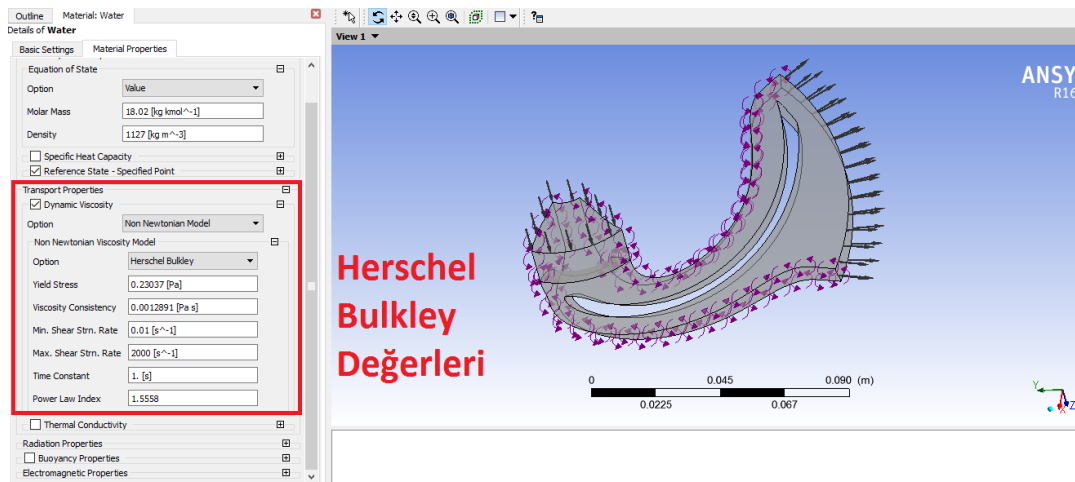 Outline
Material: Water
Details of Water
Basic Settings
Material Properties
Equation of State
Option
Value
Molar Mass
18.02 [kg kmol^-1]
Density
1127 [kg m^-3]
Specific Heat Capacity
Reference State - Specified Point
Transport Properties
Dynamic Viscosity
Option
Non Newtonian Model
Non Newtonian Viscosity Model
Option
Herschel Bulkley
Yield Stress
0.23037 [Pa]
Viscosity Consistency
0.0012891 [Pa s]
Min. Shear Strn. Rate
0.01 [s^-1]
Max. Shear Strn. Rate
2000 [s^-1]
Time Constant
1. [s]
Power Law Index
1.5558
Thermal Conductivity
Radiation Properties
Buoyancy Properties
Electromagnetic Properties
View 1
ANSY
R16
Herschel
Bulkley
Değerleri
0 0.045 0.090 (m)
0.0225 0.067
Y
Z